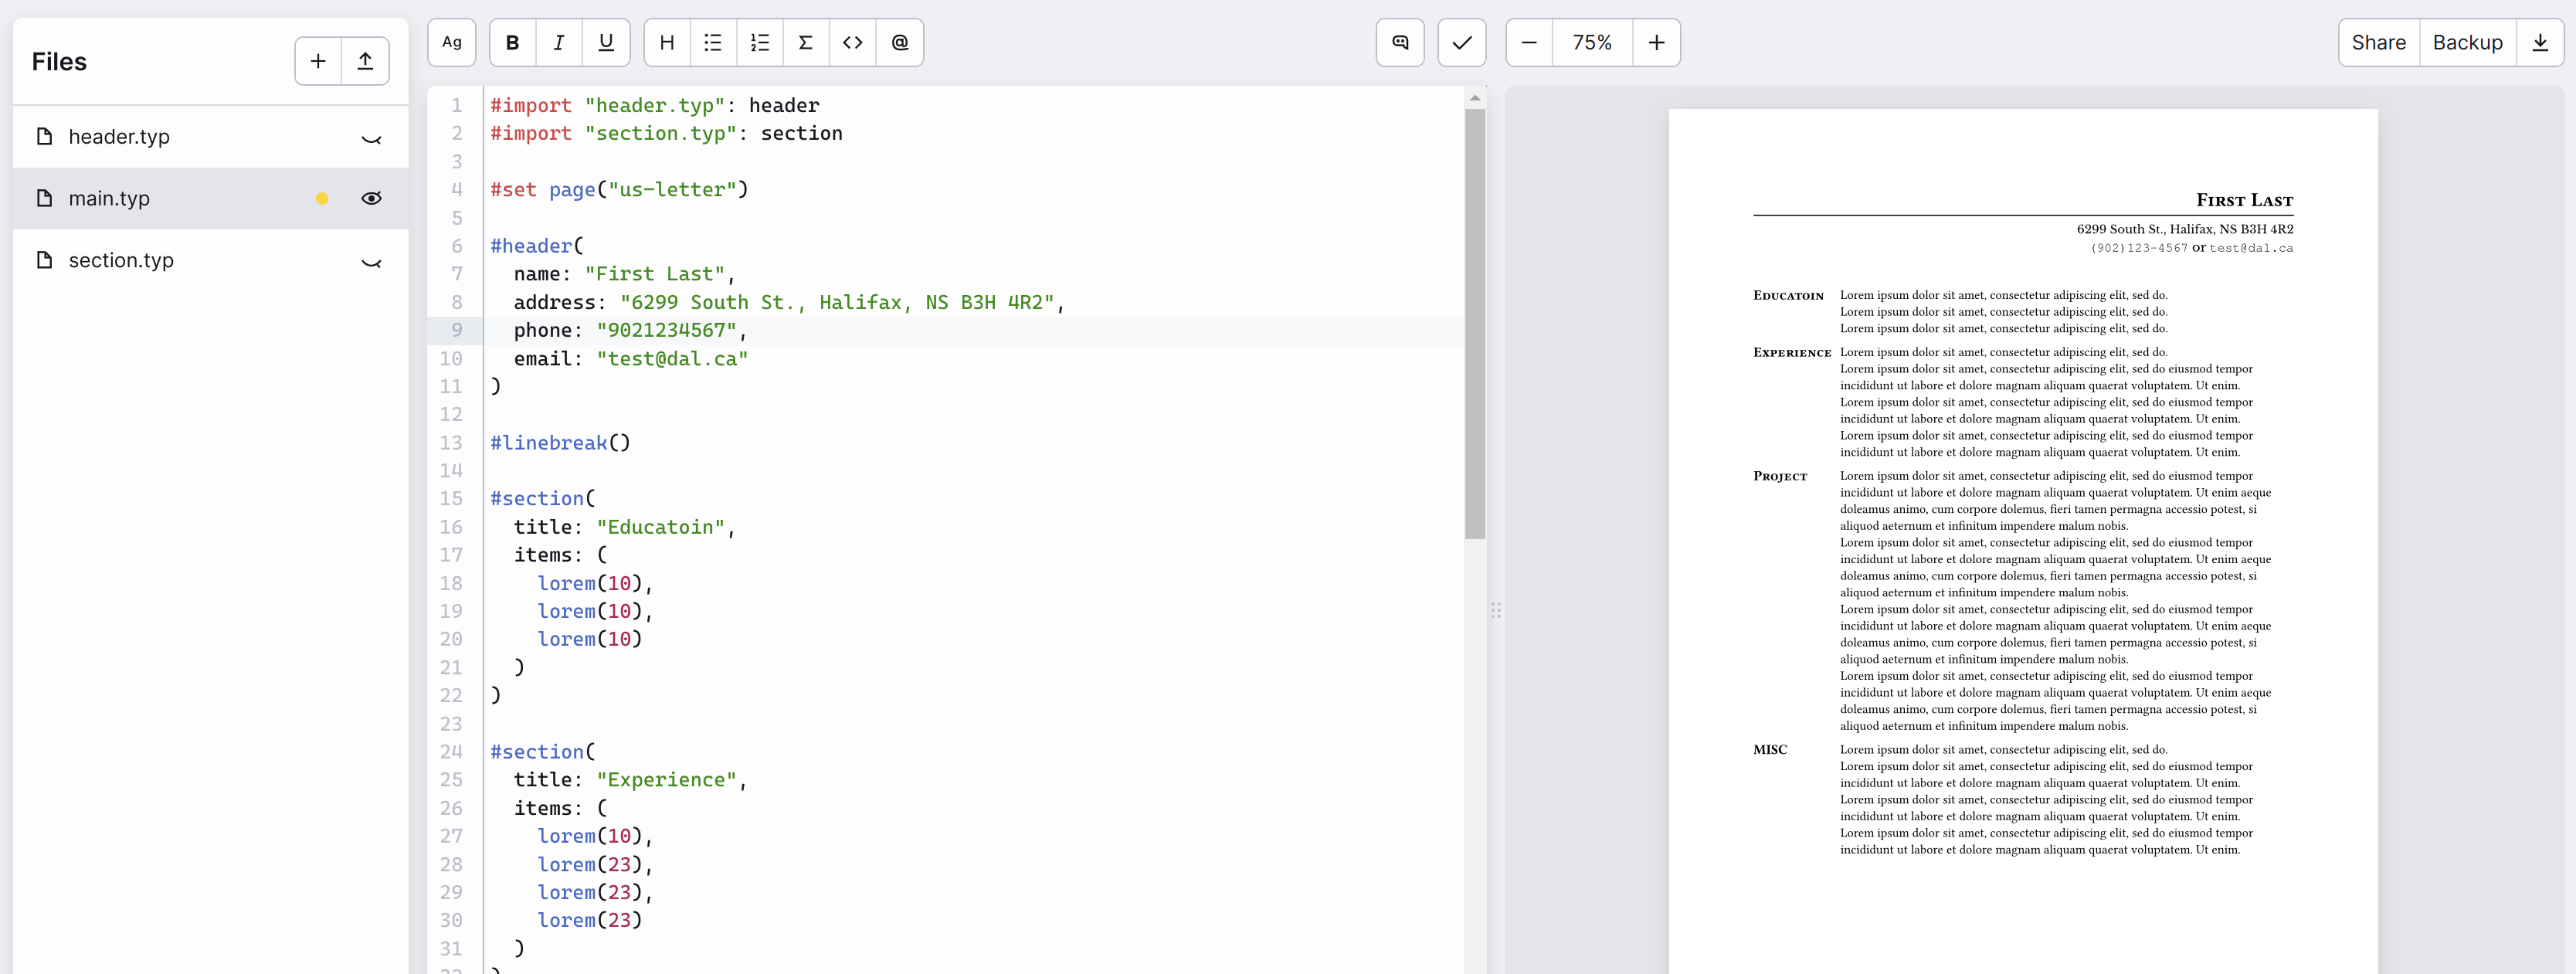 Files
header.typ
main.typ
section.typ
Ag B I U H Σ <> @
75%
Share Backup
1 #import "header.typ": header
2 #import "section.typ": section
3
4 #set page("us-letter")
5
6 #header(
7 name: "First Last",
8 address: "6299 South St., Halifax, NS B3H 4R2",
9 phone: "9021234567",
10 email: "test@dal.ca"
11 )
12
13 #linebreak()
14
15 #section(
16 title: "Educatoin",
17 items: (
18 lorem(10),
19 lorem(10),
20 lorem(10)
21 )
22 )
23
24 #section(
25 title: "Experience",
26 items: (
27 lorem(10),
28 lorem(23),
29 lorem(23),
30 lorem(23)
31 )
First Last
6299 South St., Halifax, NS B3H 4R2
(902)123-4567 or test@dal.ca
Educatoin Lorem ipsum dolor sit amet, consectetur adipiscing elit, sed do.
Lorem ipsum dolor sit amet, consectetur adipiscing elit, sed do.
Lorem ipsum dolor sit amet, consectetur adipiscing elit, sed do.
Experience Lorem ipsum dolor sit amet, consectetur adipiscing elit, sed do.
Lorem ipsum dolor sit amet, consectetur adipiscing elit, sed do eiusmod tempor
incididunt ut labore et dolore magnam aliquam quaerat voluptatem. Ut enim.
Lorem ipsum dolor sit amet, consectetur adipiscing elit, sed do eiusmod tempor
incididunt ut labore et dolore magnam aliquam quaerat voluptatem. Ut enim.
Lorem ipsum dolor sit amet, consectetur adipiscing elit, sed do eiusmod tempor
incididunt ut labore et dolore magnam aliquam quaerat voluptatem. Ut enim.
Project Lorem ipsum dolor sit amet, consectetur adipiscing elit, sed do eiusmod tempor
incididunt ut labore et dolore magnam aliquam quaerat voluptatem. Ut enim aeque
doleamus animo, cum corpore dolemus, fieri tamen permagna accessio potest, si
aliquod aeternum et infinitum impendere malum nobis.
Lorem ipsum dolor sit amet, consectetur adipiscing elit, sed do eiusmod tempor
incididunt ut labore et dolore magnam aliquam quaerat voluptatem. Ut enim aeque
doleamus animo, cum corpore dolemus, fieri tamen permagna accessio potest, si
aliquod aeternum et infinitum impendere malum nobis.
Lorem ipsum dolor sit amet, consectetur adipiscing elit, sed do eiusmod tempor
incididunt ut labore et dolore magnam aliquam quaerat voluptatem. Ut enim aeque
doleamus animo, cum corpore dolemus, fieri tamen permagna accessio potest, si
aliquod aeternum et infinitum impendere malum nobis.
Lorem ipsum dolor sit amet, consectetur adipiscing elit, sed do eiusmod tempor
incididunt ut labore et dolore magnam aliquam quaerat voluptatem. Ut enim aeque
doleamus animo, cum corpore dolemus, fieri tamen permagna accessio potest, si
aliquod aeternum et infinitum impendere malum nobis.
MISC Lorem ipsum dolor sit amet, consectetur adipiscing elit, sed do.
Lorem ipsum dolor sit amet, consectetur adipiscing elit, sed do eiusmod tempor
incididunt ut labore et dolore magnam aliquam quaerat voluptatem. Ut enim.
Lorem ipsum dolor sit amet, consectetur adipiscing elit, sed do eiusmod tempor
incididunt ut labore et dolore magnam aliquam quaerat voluptatem. Ut enim.
Lorem ipsum dolor sit amet, consectetur adipiscing elit, sed do eiusmod tempor
incididunt ut labore et dolore magnam aliquam quaerat voluptatem. Ut enim.